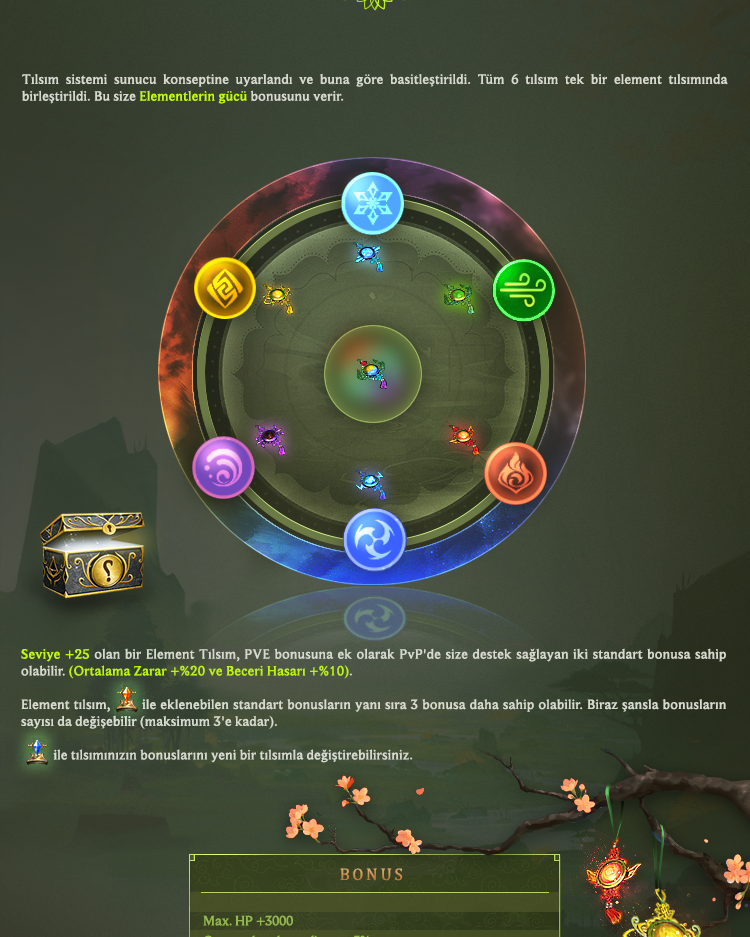 Tılsım sistemi sunucu konseptine uyarlandı ve buna göre basitleştirildi. Tüm 6 tılsım tek bir element tılsımında
birleştirildi. Bu size Elementlerin gücü bonusunu verir.
Seviye +25 olan bir Element Tılsım, PVE bonusuna ek olarak PvP'de size destek sağlayan iki standart bonusa sahip
olabilir. (Ortalama Zarar +%20 ve Beceri Hasarı +%10).
Element tılsım, ile eklenebilen standart bonusların yanı sıra 3 bonusa daha sahip olabilir. Biraz şansla bonusların
sayısı da değişebilir (maksimum 3'e kadar).
ile tılsımınızın bonuslarını yeni bir tılsımla değiştirebilirsiniz.
BONUS
Max. HP +3000